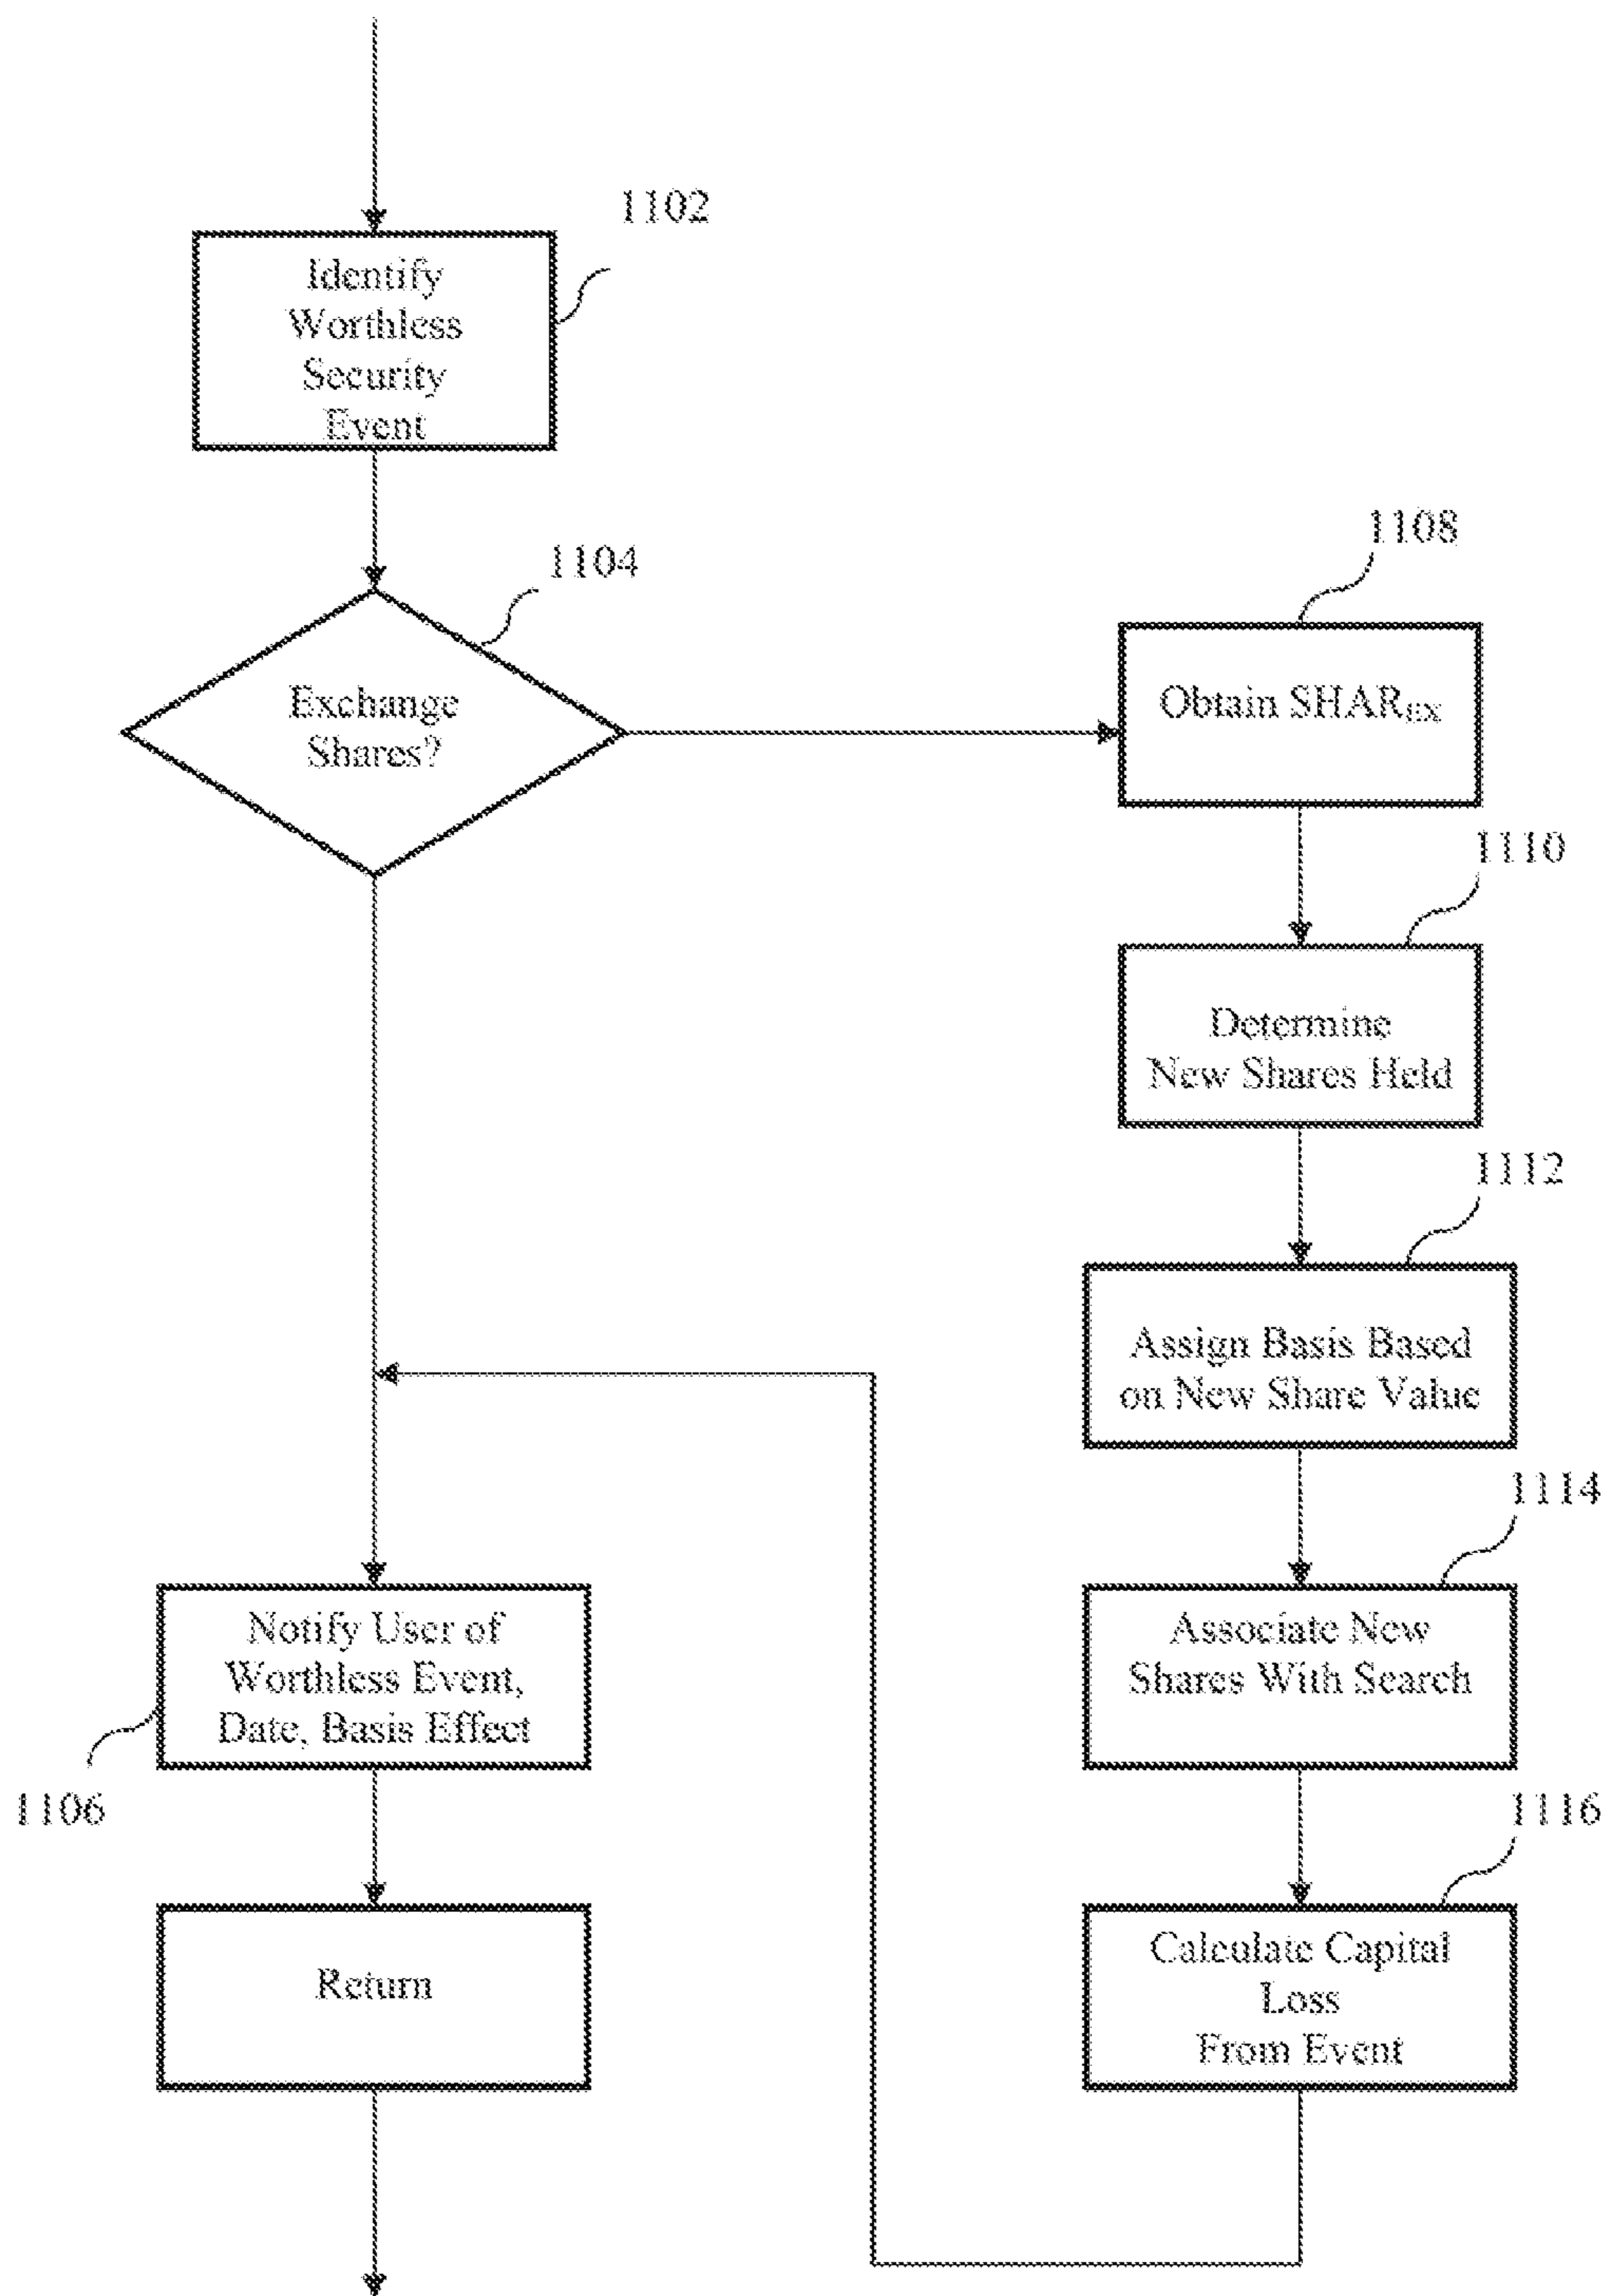 1102
Identify
Worthless
Security
Event
1104
Exchange
Shares?
1108
Obtain SHAR_EX
1110
Determine
New Shares Held
1112
Assign Basis Based
on New Share Value
1114
Associate New
Shares With Search
1116
Calculate Capital
Loss
From Event
Notify User of
Worthless Event,
Date, Basis Effect
1106
Return